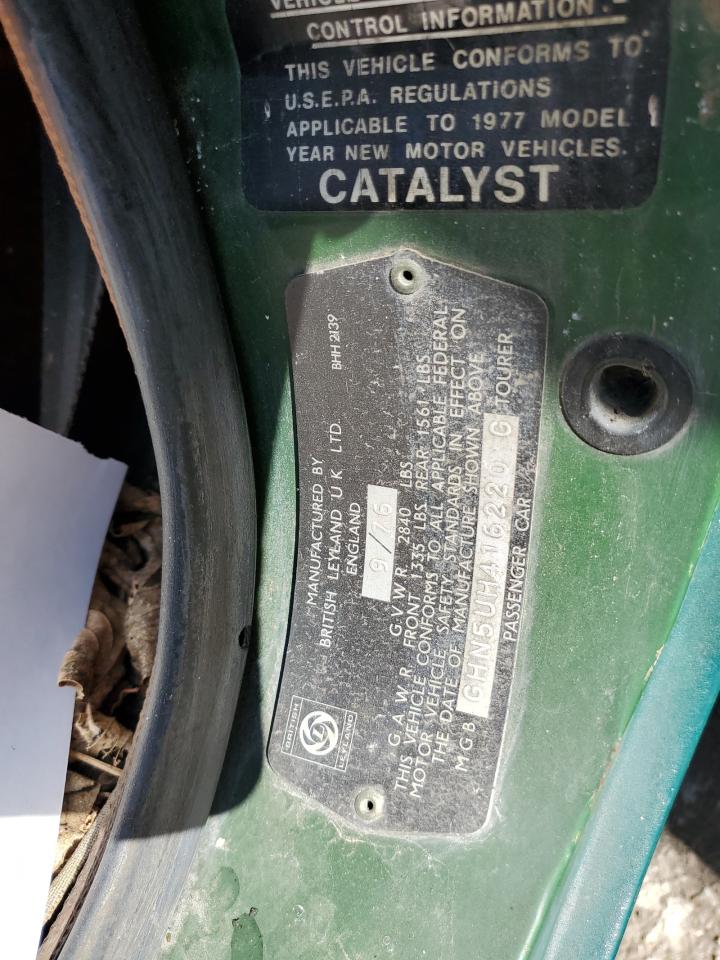 CONTROL INFORMATION.
THIS VEHICLE CONFORMS TO
U.S.E.P.A. REGULATIONS
APPLICABLE TO 1977 MODEL
YEAR NEW MOTOR VEHICLES.
CATALYST
BRITISH
LEYLAND
MANUFACTURED BY
BRITISH LEYLAND U K LTD.
BHH 2139
ENGLAND
9/76
G.V.W.R 2840 LBS
G.A.W.R FRONT 1335 LBS. REAR 1561 LBS.
THIS VEHICLE CONFORMS TO ALL APPLICABLE FEDERAL
MOTOR VEHICLE SAFETY STANDARDS IN EFFECT ON
THE DATE OF MANUFACTURE SHOWN ABOVE
MGB GHN5UH416220 G TOURER
PASSENGER CAR